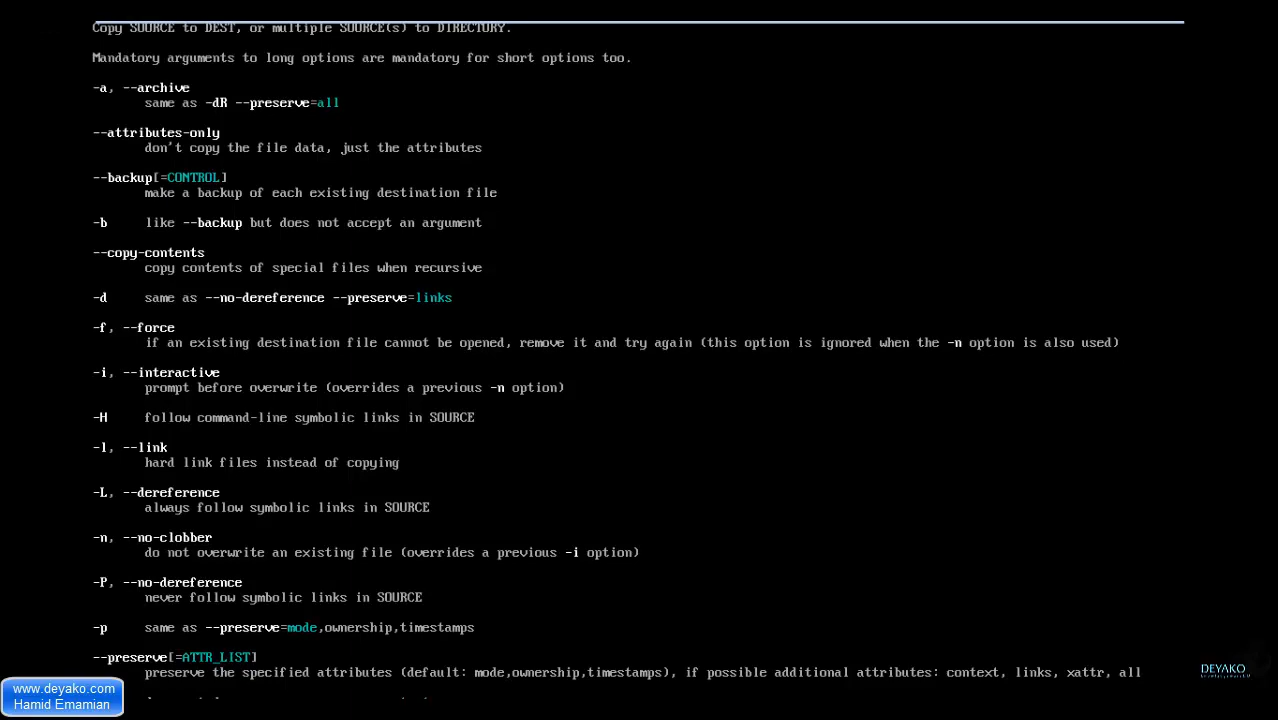 Copy SOURCE to DEST, or multiple SOURCE(s) to DIRECTORY.
Mandatory arguments to long options are mandatory for short options too.
-a, --archive
same as -dR --preserve=all
--attributes-only
don't copy the file data, just the attributes
--backup[=CONTROL]
make a backup of each existing destination file
-b like --backup but does not accept an argument
--copy-contents
copy contents of special files when recursive
-d same as --no-dereference --preserve=links
-f, --force
if an existing destination file cannot be opened, remove it and try again (this option is ignored when the -n option is also used)
-i, --interactive
prompt before overwrite (overrides a previous -n option)
-H follow command-line symbolic links in SOURCE
-l, --link
hard link files instead of copying
-L, --dereference
always follow symbolic links in SOURCE
-n, --no-clobber
do not overwrite an existing file (overrides a previous -i option)
-P, --no-dereference
never follow symbolic links in SOURCE
-p same as --preserve=mode,ownership,timestamps
--preserve[=ATTR_LIST]
preserve the specified attributes (default: mode,ownership,timestamps), if possible additional attributes: context, links, xattr, all
DEYAKO
www.deyako.com
Hamid Emamian